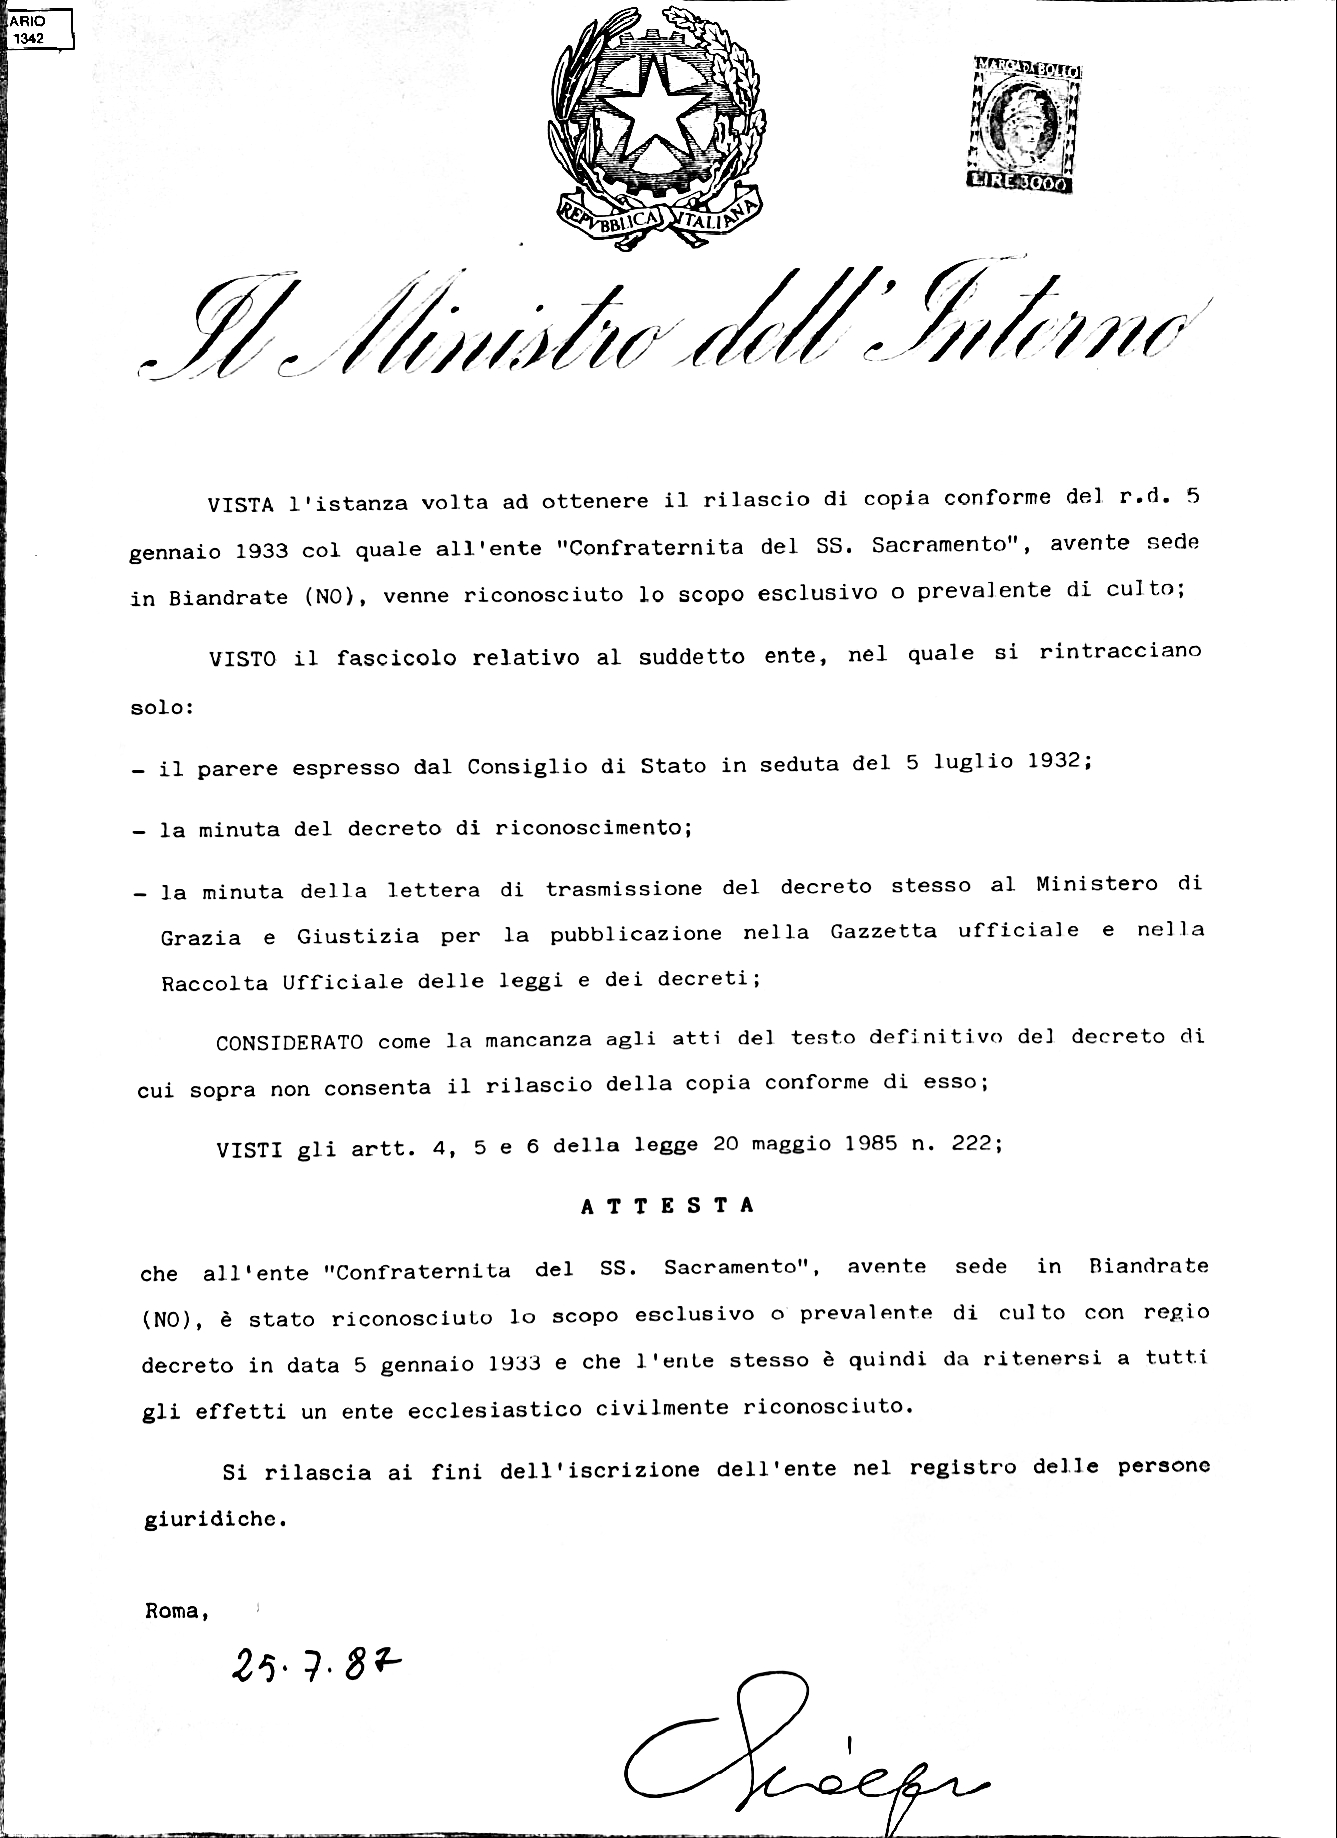 ARIO
1342
MARCA DA BOLLO
LIRE 3000
REPVBBLICA ITALIANA
Il Ministro dell'Interno
VISTA l'istanza volta ad ottenere il rilascio di copia conforme del r.d. 5
gennaio 1933 col quale all'ente "Confraternita del SS. Sacramento", avente sede
in Biandrate (NO), venne riconosciuto lo scopo esclusivo o prevalente di culto;
VISTO il fascicolo relativo al suddetto ente, nel quale si rintracciano
solo:
- il parere espresso dal Consiglio di Stato in seduta del 5 luglio 1932;
- la minuta del decreto di riconoscimento;
- la minuta della lettera di trasmissione del decreto stesso al Ministero di
Grazia e Giustizia per la pubblicazione nella Gazzetta ufficiale e nella
Raccolta Ufficiale delle leggi e dei decreti;
CONSIDERATO come la mancanza agli atti del testo definitivo del decreto di
cui sopra non consenta il rilascio della copia conforme di esso;
VISTI gli artt. 4, 5 e 6 della legge 20 maggio 1985 n. 222;
A T T E S T A
che all'ente "Confraternita del SS. Sacramento", avente sede in Biandrate
(NO), è stato riconosciuto lo scopo esclusivo o prevalente di culto con regio
decreto in data 5 gennaio 1933 e che l'ente stesso è quindi da ritenersi a tutti
gli effetti un ente ecclesiastico civilmente riconosciuto.
Si rilascia ai fini dell'iscrizione dell'ente nel registro delle persone
giuridiche.
Roma,
25.7.87